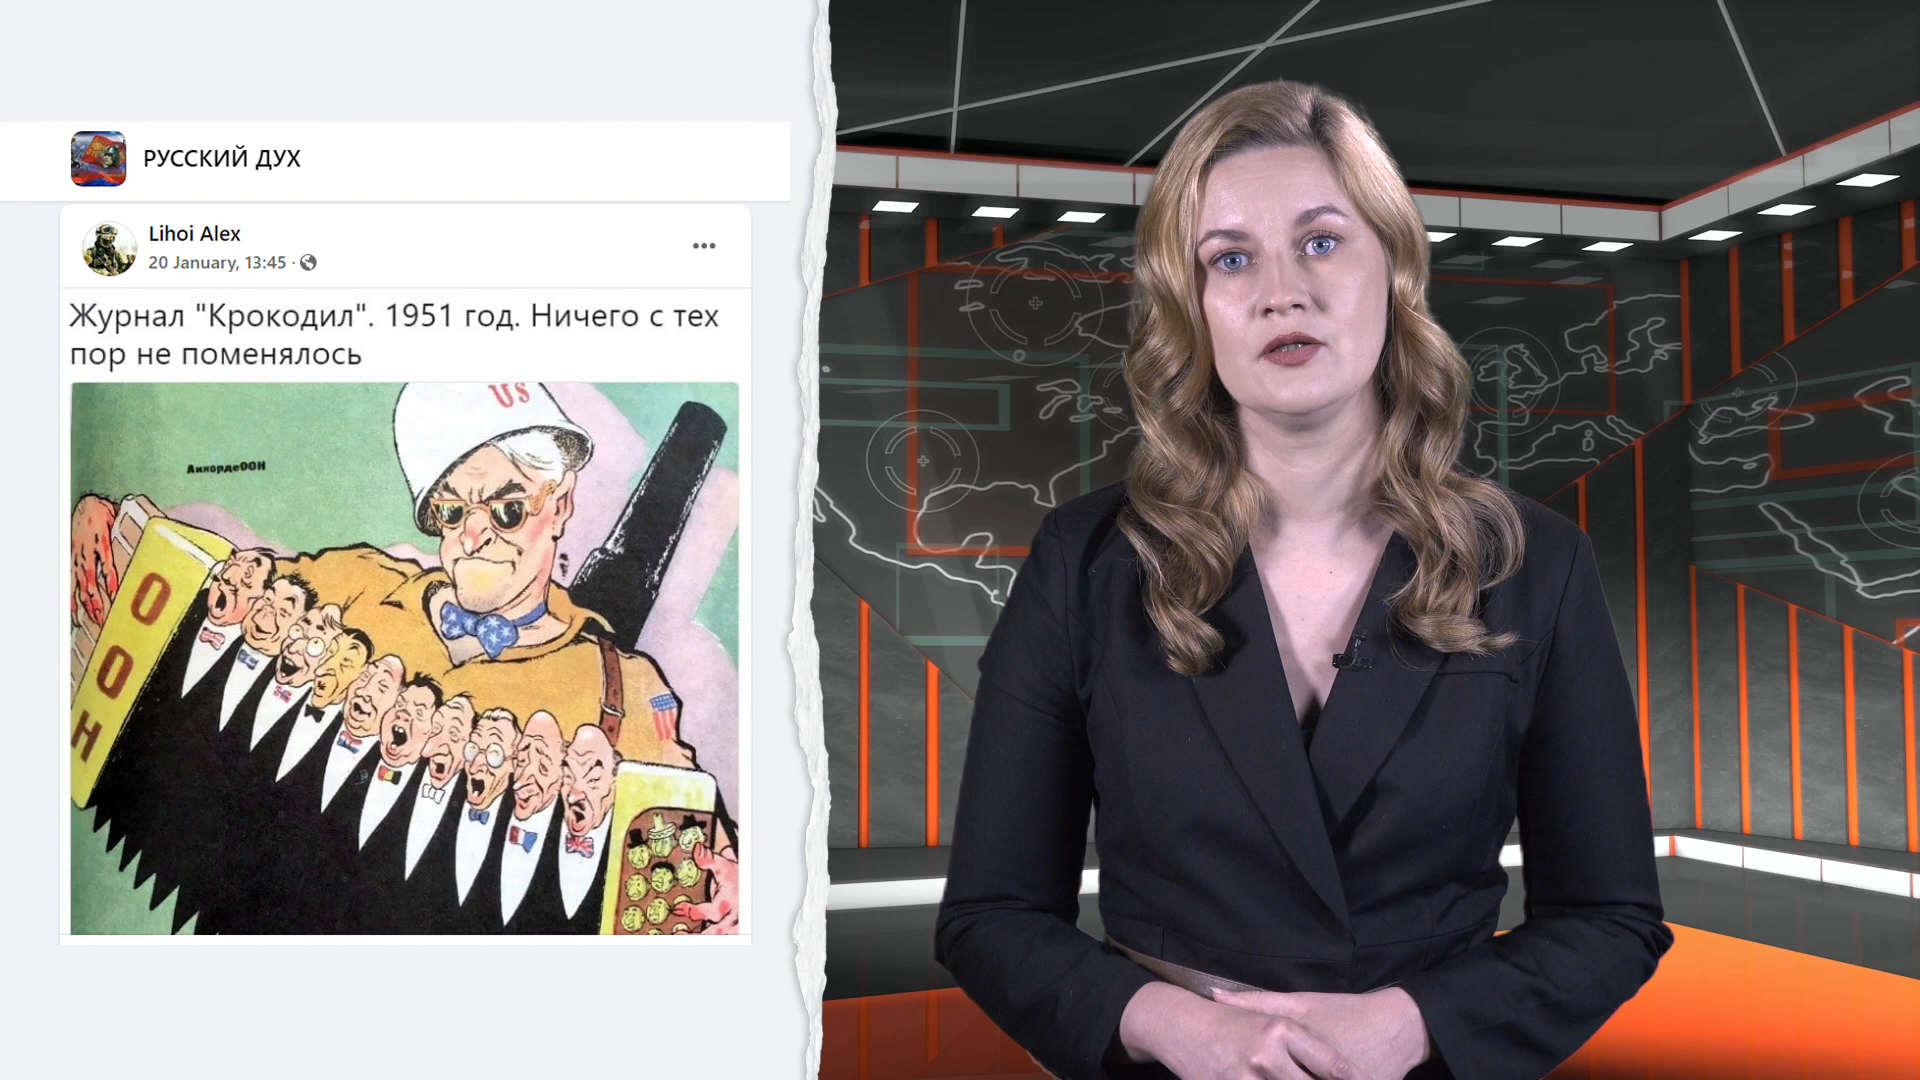 РУССКИЙ ДУХ
Lihoi Alex
20 January, 13:45 ·
Журнал "Крокодил". 1951 год. Ничего с тех
пор не поменялось
US
АккордеООН
ООН